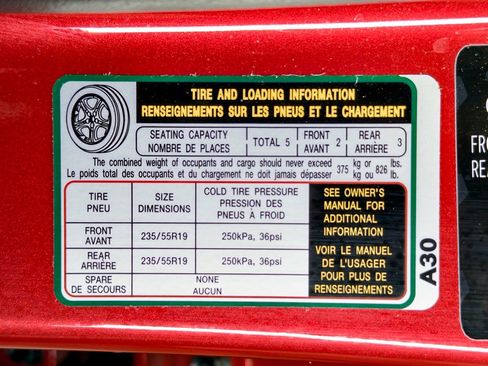 TIRE AND LOADING INFORMATION
RENSEIGNEMENTS SUR LES PNEUS ET LE CHARGEMENT
SEATING CAPACITY
NOMBRE DE PLACES
TOTAL 5
FRONT
AVANT 2
REAR
ARRIÈRE 3
The combined weight of occupants and cargo should never exceed 375 kg or 826 lbs.
Le poids total des occupants et du chargement ne doit jamais dépasser kg ou lb.
TIRE
PNEU
SIZE
DIMENSIONS
COLD TIRE PRESSURE
PRESSION DES
PNEUS À FROID
FRONT
AVANT
235/55R19
250kPa, 36psi
REAR
ARRIÈRE
235/55R19
250kPa, 36psi
SPARE
DE SECOURS
NONE
AUCUN
SEE OWNER'S
MANUAL FOR
ADDITIONAL
INFORMATION
VOIR LE MANUEL
DE L'USAGER
POUR PLUS DE
RENSEIGNEMENTS
A30